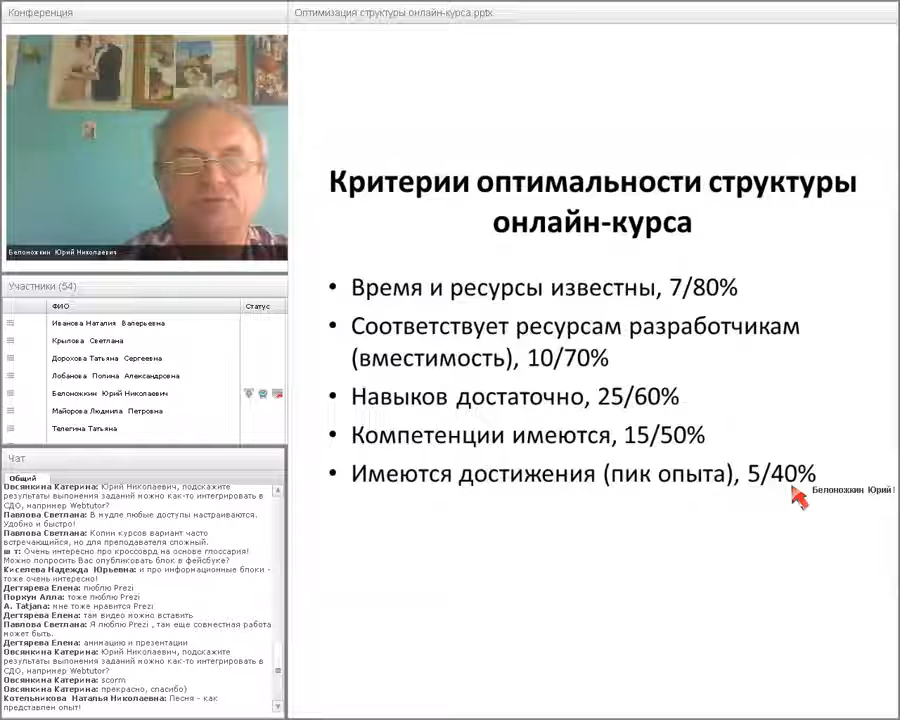 Конференция
Оптимизация структуры онлайн-курса.pptx
Белоножкин Юрий Николаевич
Участники (54)
ФИО
Статус
Иванова Наталия Валерьевна
Крылова Светлана
Дорохова Татьяна Сергеевна
Лобанова Полина Александровна
Белоножкин Юрий Николаевич
Майорова Людмила Петровна
Телегина Татьяна
Чат
Общий
Овсянкина Катерина: Юрий Николаевич, подскажите
результаты выпонения заданий можно как-то интегрировать в
СДО, например Webtutor?
Павлова Светлана: В мудле любые доступы настраиваются.
Удобно и быстро!
Павлова Светлана: Копии курсов вариант часто
встречающийся, но для преподавателя сложный.
ш т: Очень интересно про кроссворд на основе глоссария!
Можно попросить Вас опубликовать блок в фейсбуке?
Киселева Надежда Юрьевна: и про информационные блоки -
тоже очень интересно!
Дегтярева Елена: люблю Prezi
Порхун Алла: тоже люблю Prezi
A. Tatjana: мне тоже нравится Prezi
Дегтярева Елена: там видео можно вставить
Павлова Светлана: Я люблю Prezi , там еще совместная работа
может быть.
Дегтярева Елена: анимацию и презентации
Овсянкина Катерина: Юрий Николаевич, подскажите
результаты выпонения заданий можно как-то интегрировать в
СДО, например Webtutor?
Овсянкина Катерина: scorm
Овсянкина Катерина: прекрасно, спасибо)
Котельникова Наталья Николаевна: Песня - как
представлен опыт!
Критерии оптимальности структуры
онлайн-курса
• Время и ресурсы известны, 7/80%
• Соответствует ресурсам разработчикам
(вместимость), 10/70%
• Навыков достаточно, 25/60%
• Компетенции имеются, 15/50%
• Имеются достижения (пик опыта), 5/40%
Белоножкин Юрий